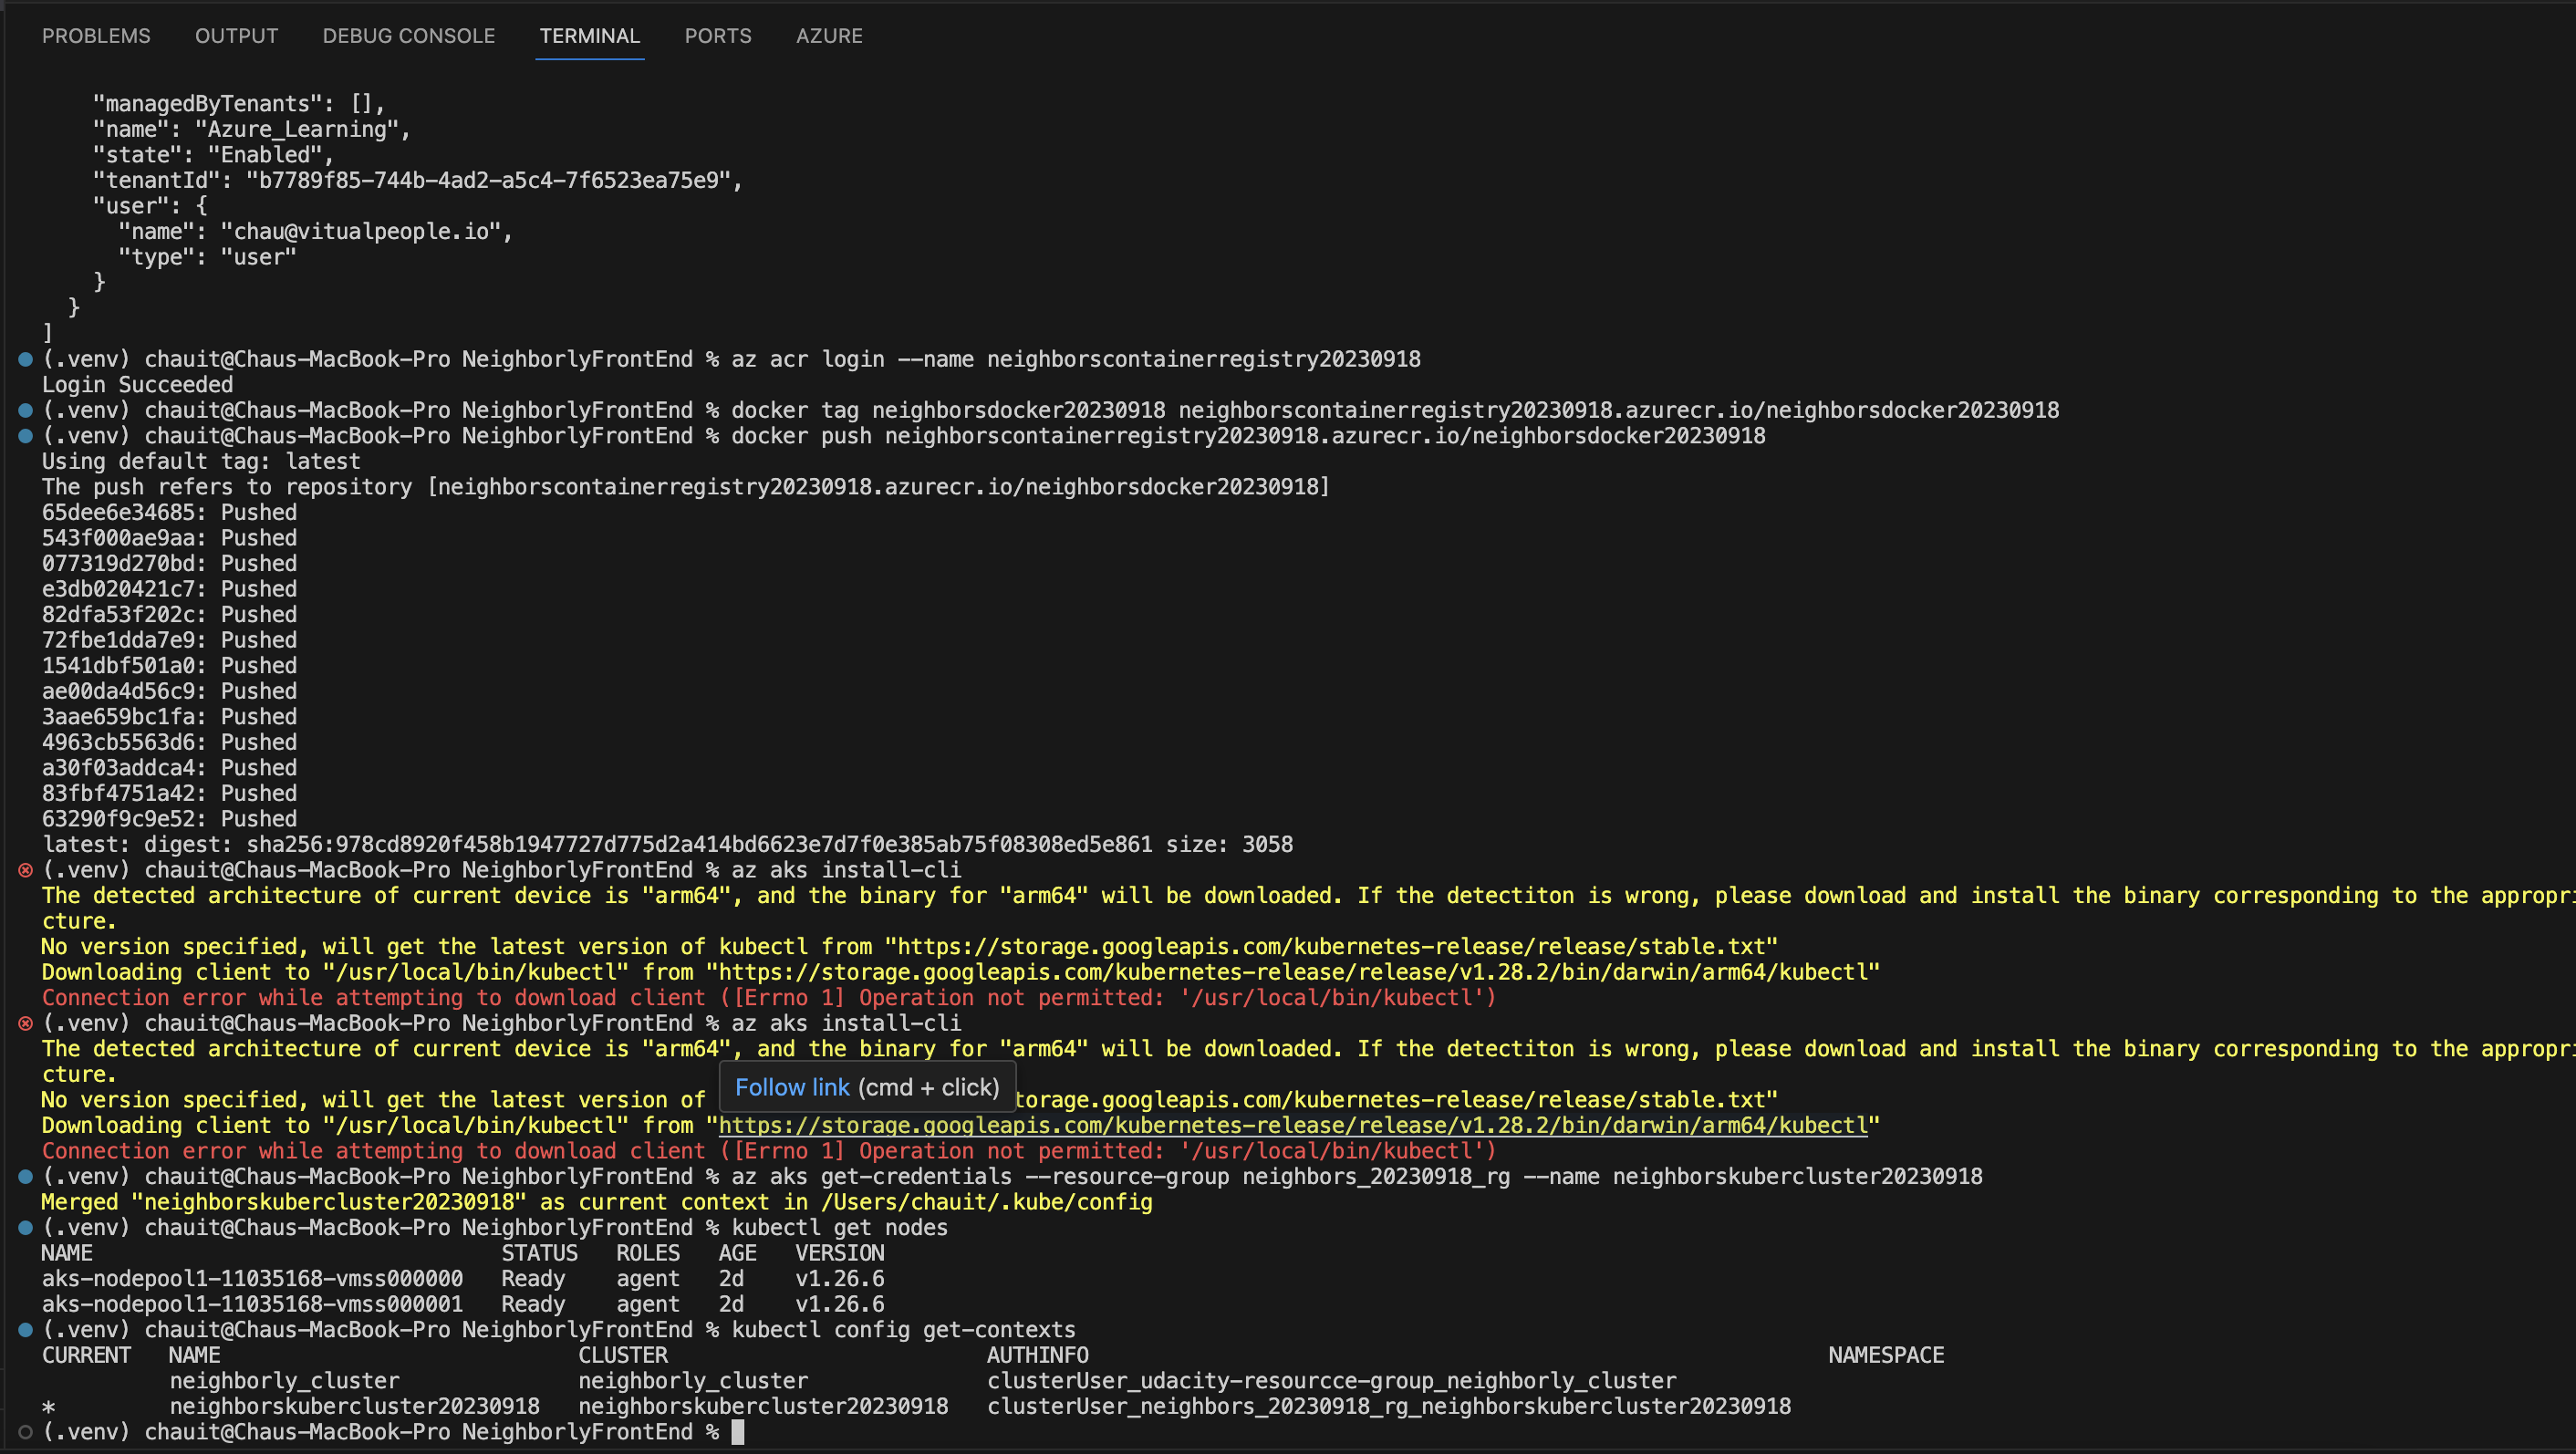 PROBLEMS OUTPUT DEBUG CONSOLE TERMINAL PORTS AZURE
"managedByTenants": [],
"name": "Azure_Learning",
"state": "Enabled",
"tenantId": "b7789f85-744b-4ad2-a5c4-7f6523ea75e9",
"user": {
"name": "chau@vitualpeople.io",
"type": "user"
}
}
]
(.venv) chauit@Chaus-MacBook-Pro NeighborlyFrontEnd % az acr login --name neighborscontainerregistry20230918
Login Succeeded
(.venv) chauit@Chaus-MacBook-Pro NeighborlyFrontEnd % docker tag neighborsdocker20230918 neighborscontainerregistry20230918.azurecr.io/neighborsdocker20230918
(.venv) chauit@Chaus-MacBook-Pro NeighborlyFrontEnd % docker push neighborscontainerregistry20230918.azurecr.io/neighborsdocker20230918
Using default tag: latest
The push refers to repository [neighborscontainerregistry20230918.azurecr.io/neighborsdocker20230918]
65dee6e34685: Pushed
543f000ae9aa: Pushed
077319d270bd: Pushed
e3db020421c7: Pushed
82dfa53f202c: Pushed
72fbe1dda7e9: Pushed
1541dbf501a0: Pushed
ae00da4d56c9: Pushed
3aae659bc1fa: Pushed
4963cb5563d6: Pushed
a30f03addca4: Pushed
83fbf4751a42: Pushed
63290f9c9e52: Pushed
latest: digest: sha256:978cd8920f458b1947727d775d2a414bd6623e7d7f0e385ab75f08308ed5e861 size: 3058
(.venv) chauit@Chaus-MacBook-Pro NeighborlyFrontEnd % az aks install-cli
The detected architecture of current device is "arm64", and the binary for "arm64" will be downloaded. If the detectiton is wrong, please download and install the binary corresponding to the appropri
cture.
No version specified, will get the latest version of kubectl from "https://storage.googleapis.com/kubernetes-release/release/stable.txt"
Downloading client to "/usr/local/bin/kubectl" from "https://storage.googleapis.com/kubernetes-release/release/v1.28.2/bin/darwin/arm64/kubectl"
Connection error while attempting to download client ([Errno 1] Operation not permitted: '/usr/local/bin/kubectl')
(.venv) chauit@Chaus-MacBook-Pro NeighborlyFrontEnd % az aks install-cli
The detected architecture of current device is "arm64", and the binary for "arm64" will be downloaded. If the detectiton is wrong, please download and install the binary corresponding to the appropri
cture.
Follow link (cmd + click)
No version specified, will get the latest version of torage.googleapis.com/kubernetes-release/release/stable.txt"
Downloading client to "/usr/local/bin/kubectl" from "https://storage.googleapis.com/kubernetes-release/release/v1.28.2/bin/darwin/arm64/kubectl"
Connection error while attempting to download client ([Errno 1] Operation not permitted: '/usr/local/bin/kubectl')
(.venv) chauit@Chaus-MacBook-Pro NeighborlyFrontEnd % az aks get-credentials --resource-group neighbors_20230918_rg --name neighborskubercluster20230918
Merged "neighborskubercluster20230918" as current context in /Users/chauit/.kube/config
(.venv) chauit@Chaus-MacBook-Pro NeighborlyFrontEnd % kubectl get nodes
NAME STATUS ROLES AGE VERSION
aks-nodepool1-11035168-vmss000000 Ready agent 2d v1.26.6
aks-nodepool1-11035168-vmss000001 Ready agent 2d v1.26.6
(.venv) chauit@Chaus-MacBook-Pro NeighborlyFrontEnd % kubectl config get-contexts
CURRENT NAME CLUSTER AUTHINFO NAMESPACE
neighborly_cluster neighborly_cluster clusterUser_udacity-resourcce-group_neighborly_cluster
* neighborskubercluster20230918 neighborskubercluster20230918 clusterUser_neighbors_20230918_rg_neighborskubercluster20230918
(.venv) chauit@Chaus-MacBook-Pro NeighborlyFrontEnd %